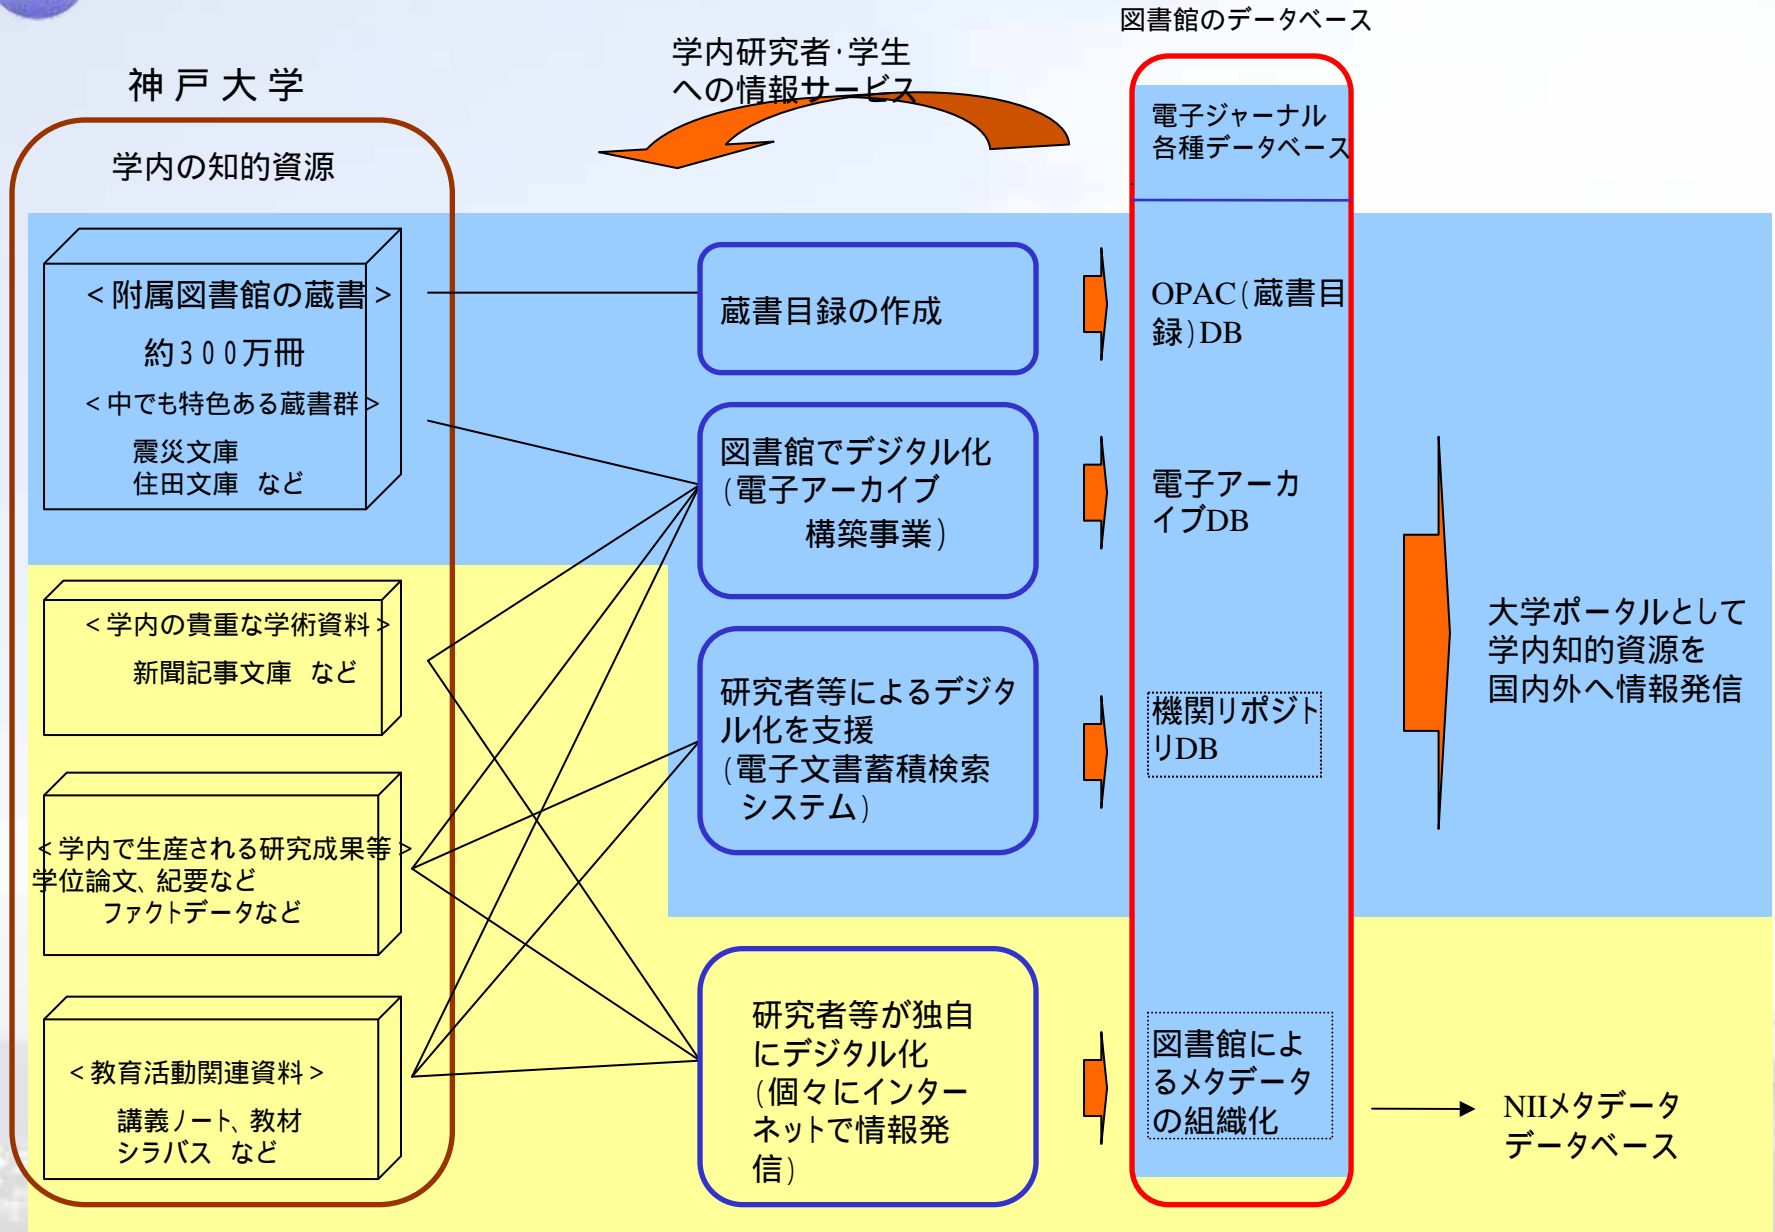 図書館のデータベース
学内研究者・学生
への情報サービス
神戸大学
学内の知的資源
電子ジャーナル
各種データベース
<附属図書館の蔵書>
約300万冊
<中でも特色ある蔵書群>
震災文庫
住田文庫 など
蔵書目録の作成
OPAC(蔵書目
録)DB
図書館でデジタル化
(電子アーカイブ
構築事業)
電子アーカ
イブDB
<学内の貴重な学術資料>
新聞記事文庫 など
研究者等によるデジタ
ル化を支援
(電子文書蓄積検索
システム)
機関リポジト
リDB
大学ポータルとして
学内知的資源を
国内外へ情報発信
<学内で生産される研究成果等>
学位論文、紀要など
ファクトデータなど
<教育活動関連資料>
講義ノート、教材
シラバス など
研究者等が独自
にデジタル化
(個々にインター
ネットで情報発
信)
図書館によ
るメタデータ
の組織化
NIIメタデータ
データベース